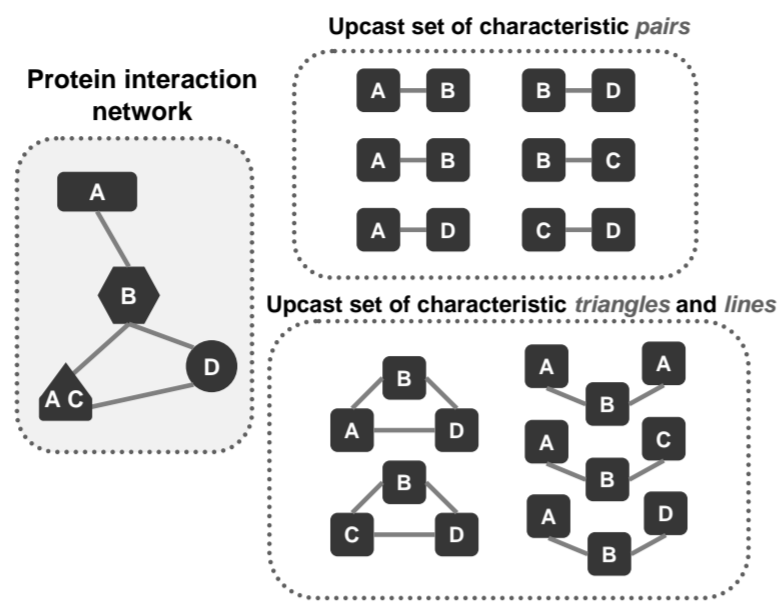 Upcast set of characteristic pairs
Protein interaction
network
A B B D
A B B C
A D C D
A
B
D
A C
Upcast set of characteristic triangles and lines
B
A D
B
C D
A A
B
A C
B
A D
B